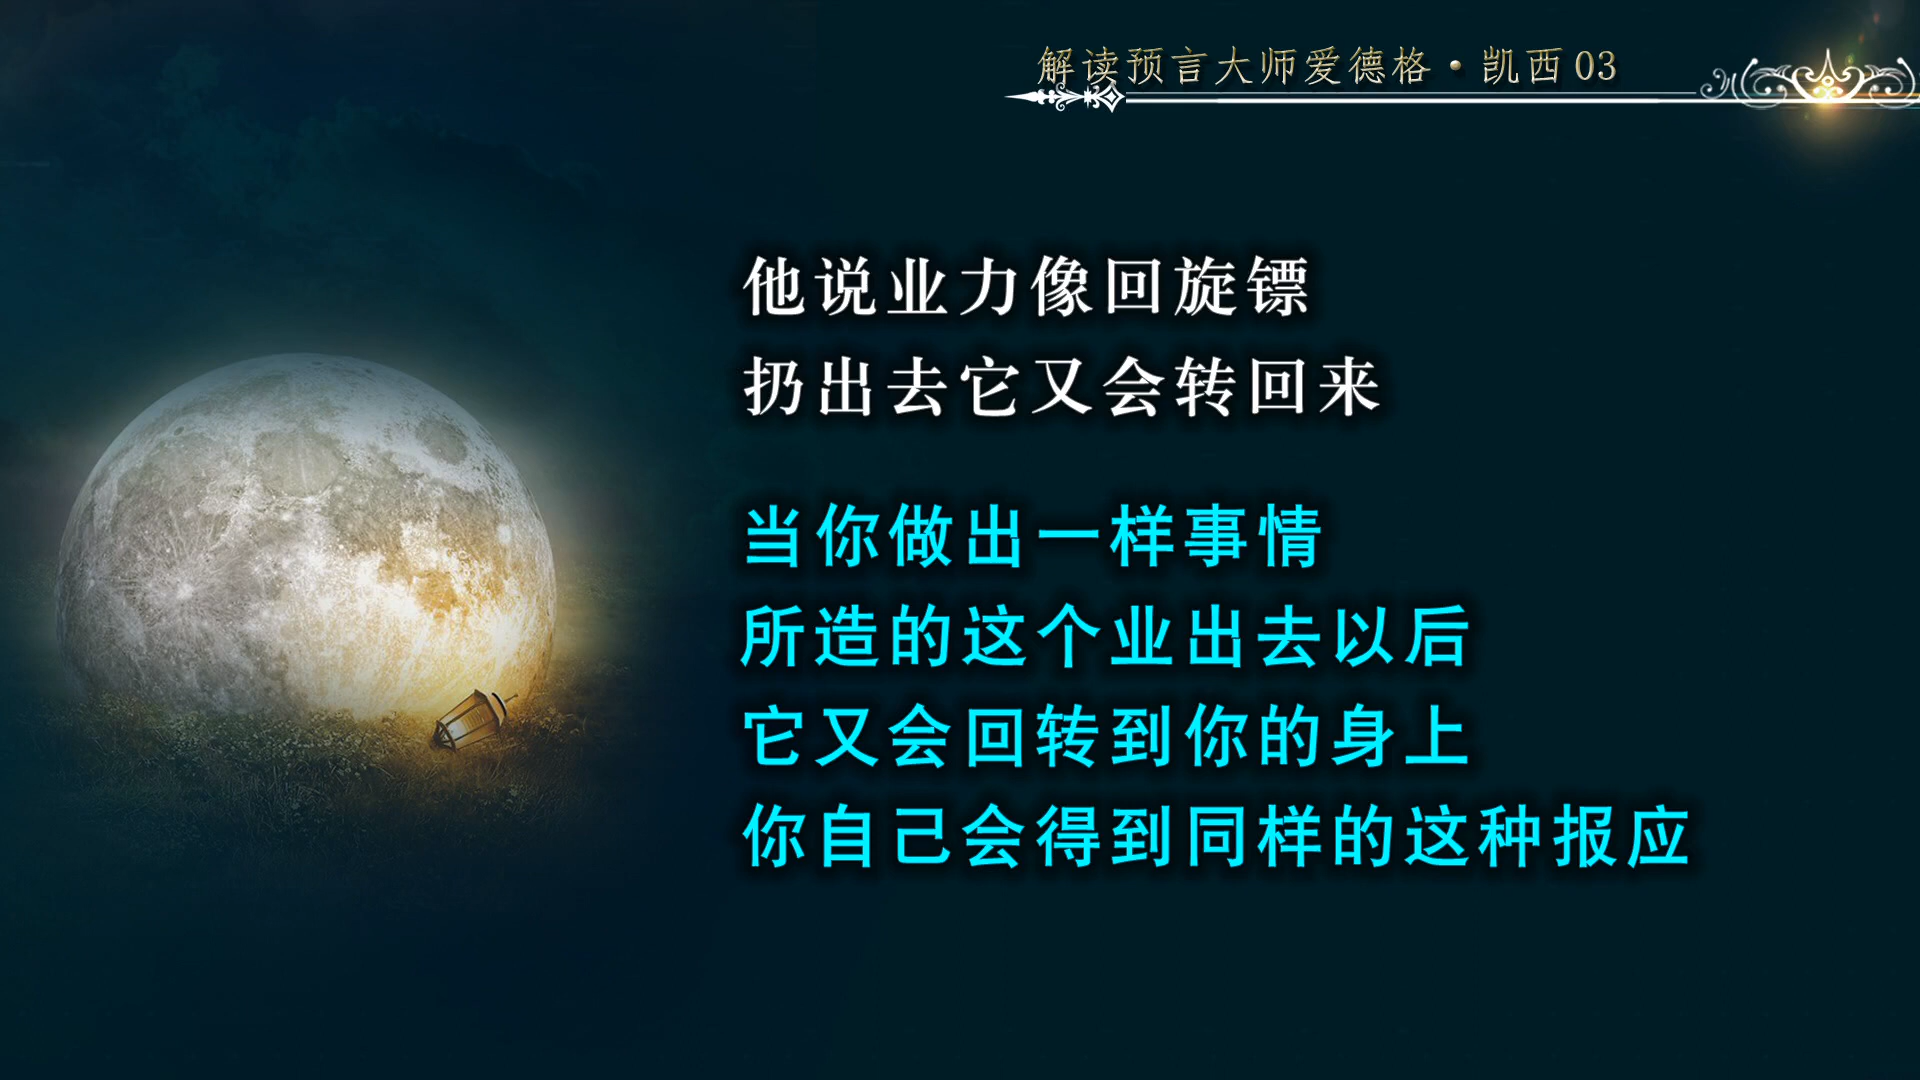 解读预言大师爱德格·凯西03
他说业力像回旋镖
扔出去它又会转回来
当你做出一样事情
所造的这个业出去以后
它又会回转到你的身上
你自己会得到同样的这种报应